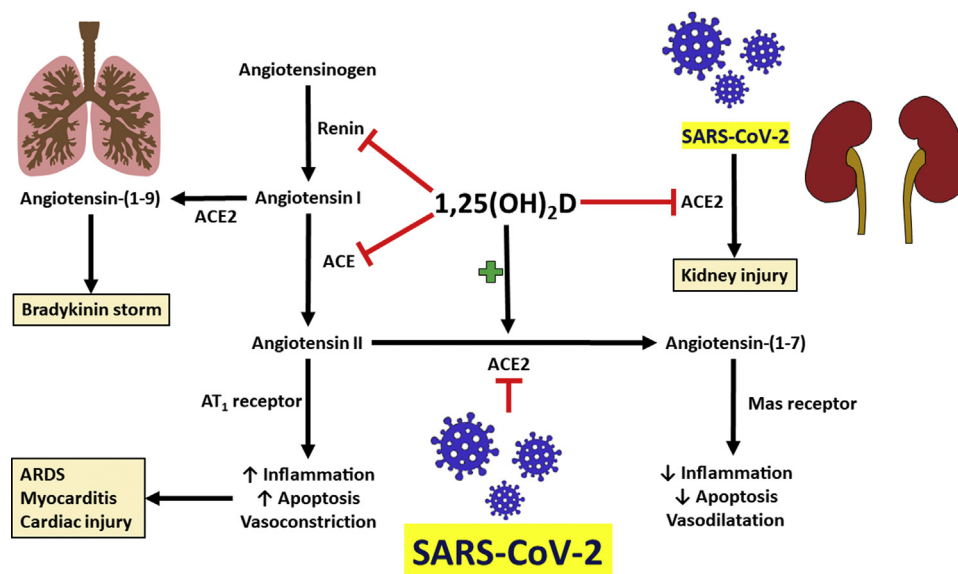 Angiotensinogen
Renin
SARS-CoV-2
Angiotensin-(1-9)
ACE2
Angiotensin I
1,25(OH)₂D
ACE2
ACE
Kidney injury
Bradykinin storm
Angiotensin II
ACE2
Angiotensin-(1-7)
AT₁ receptor
Mas receptor
ARDS
Myocarditis
Cardiac injury
↑ Inflammation
↑ Apoptosis
Vasoconstriction
↓ Inflammation
↓ Apoptosis
Vasodilatation
SARS-CoV-2